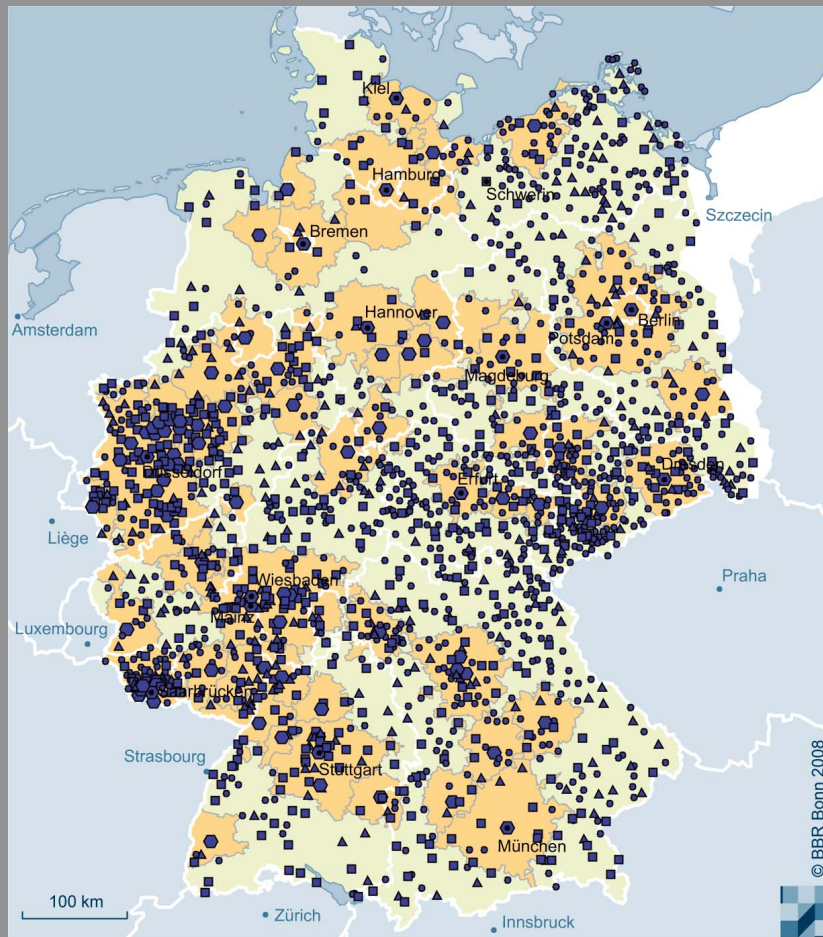 Kiel
Hamburg
Schwerin
Szczecin
Bremen
Hannover
Berlin
Potsdam
Amsterdam
Magdeburg
Düsseldorf
Erfurt
Dresden
Liège
Wiesbaden
Praha
Mainz
Luxembourg
Saarbrücken
Strasbourg
Stuttgart
München
100 km
Zürich
Innsbruck
© BBR Bonn 2008